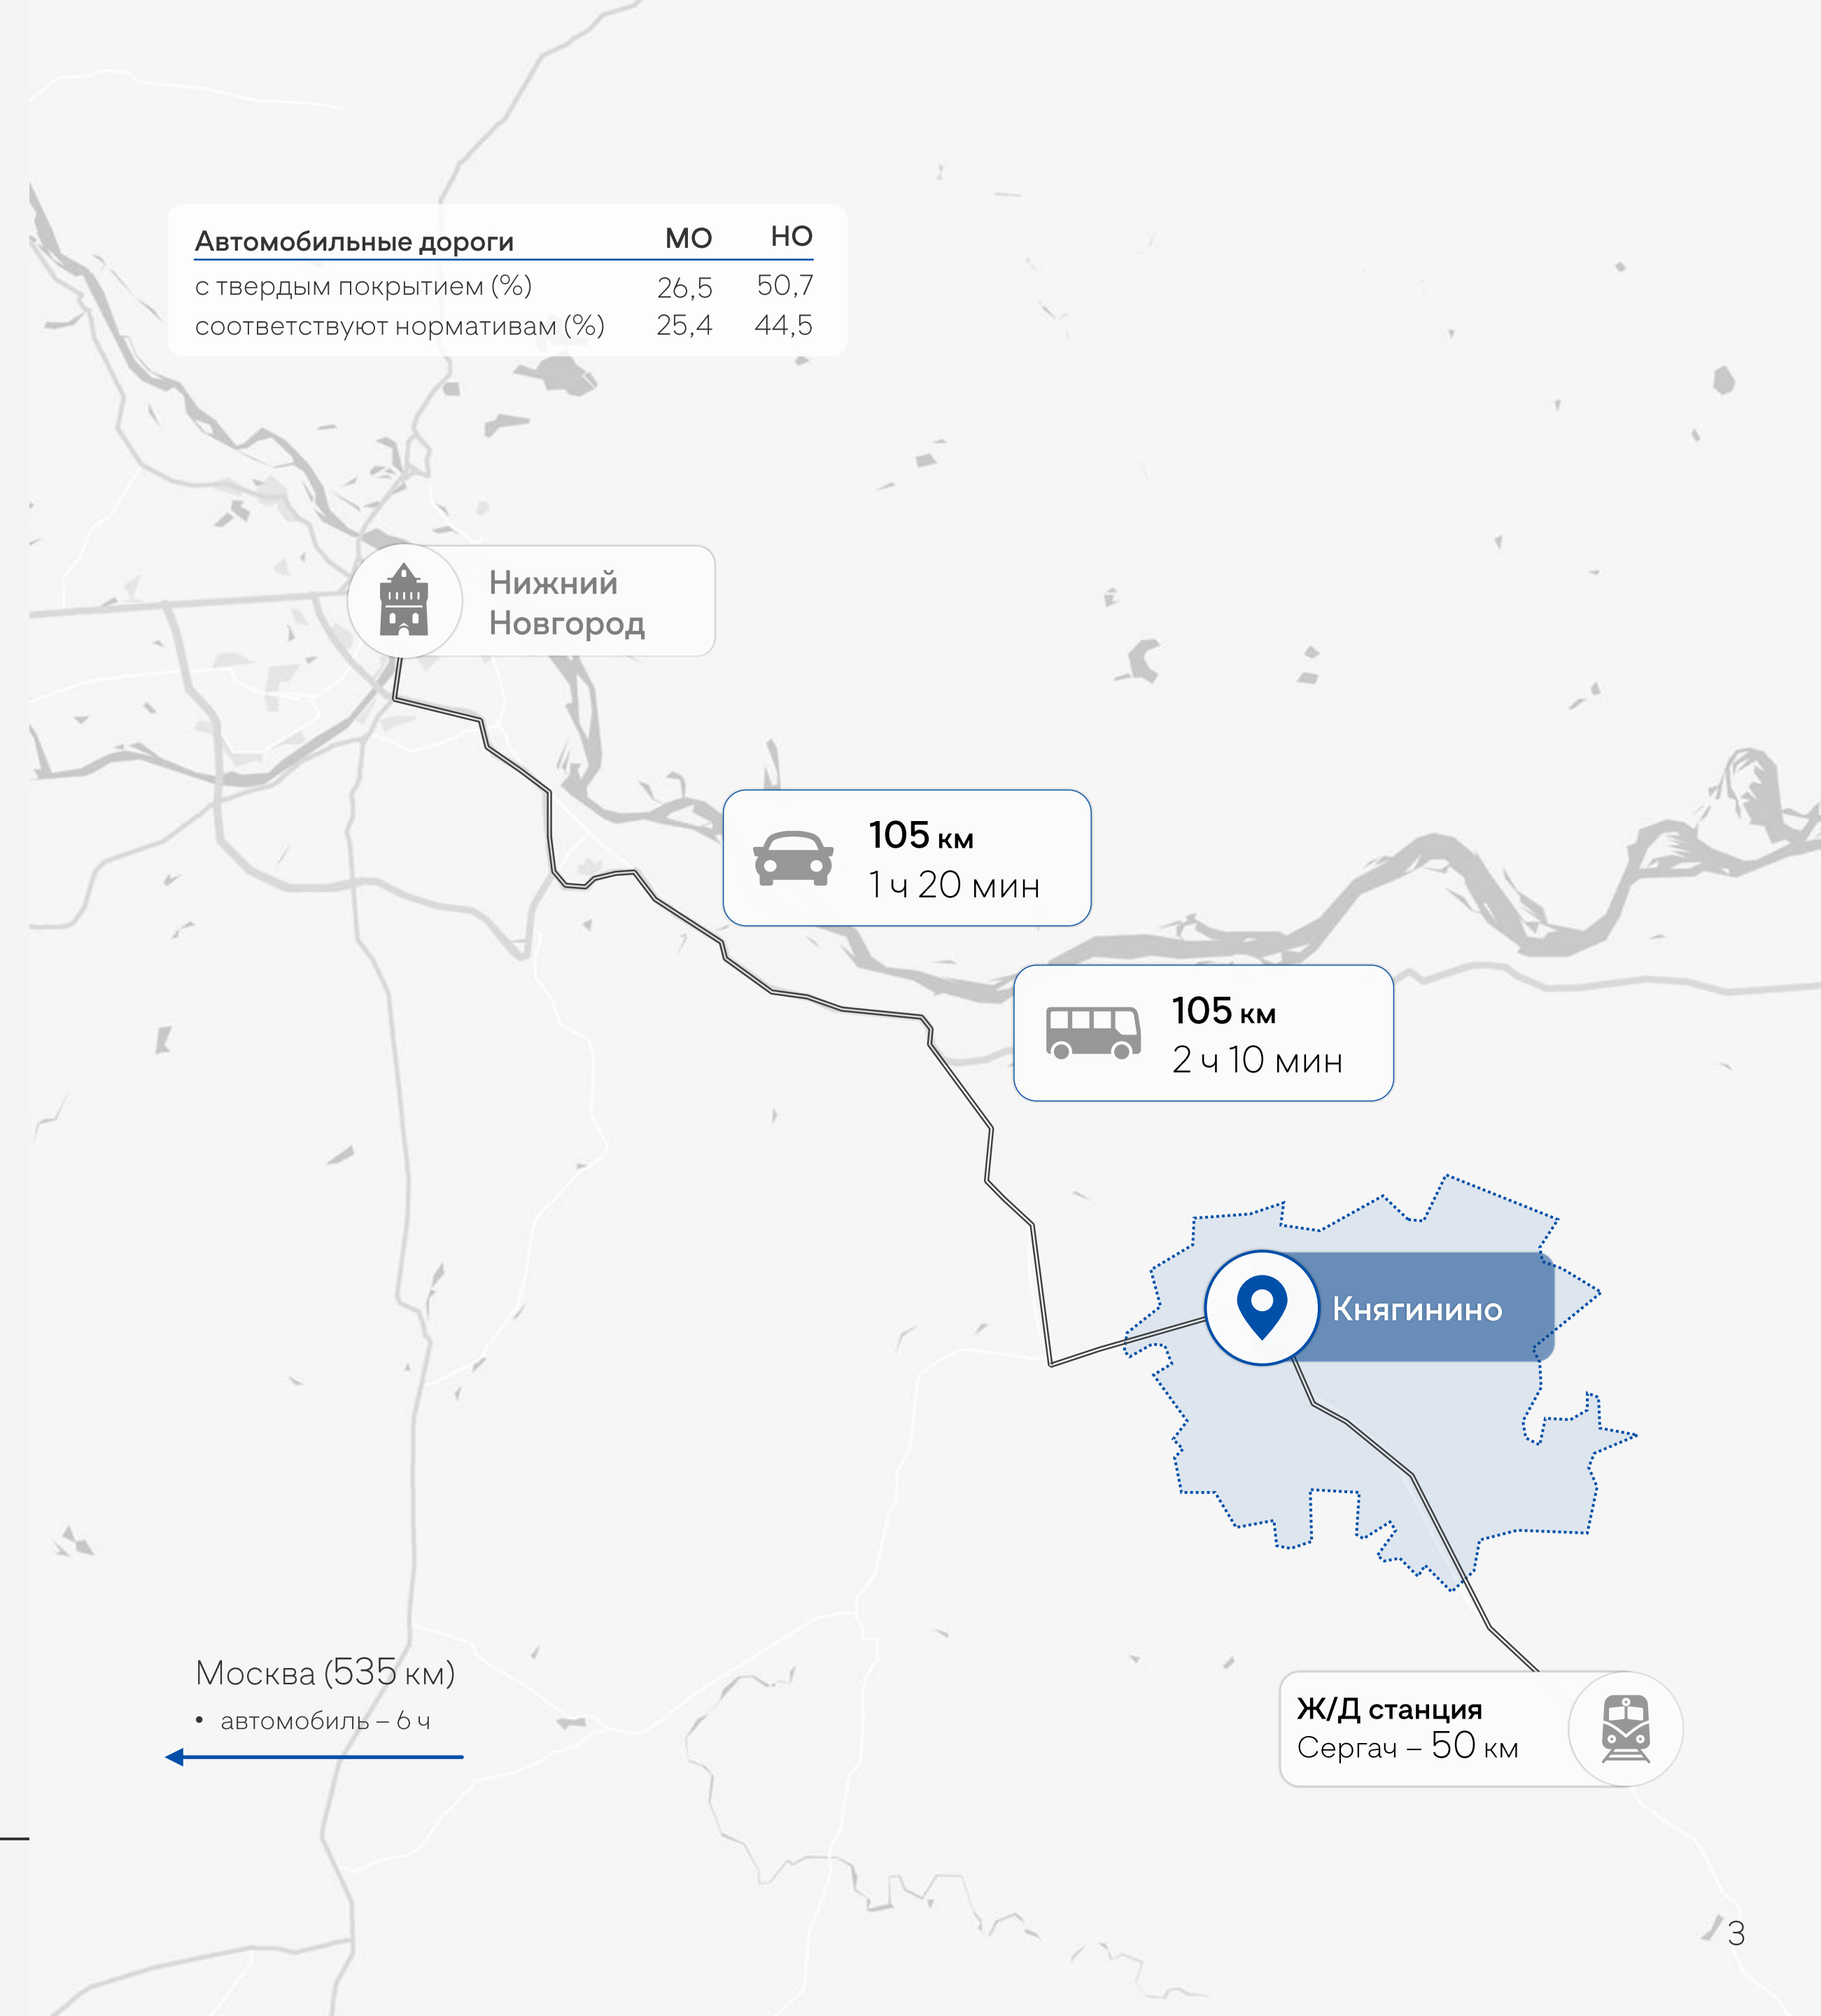 Автомобильные дороги МО НО
с твердым покрытием (%) 26,5 50,7
соответствуют нормативам (%) 25,4 44,5
Нижний
Новгород
105 км
1 ч 20 мин
105 км
2 ч 10 мин
Княгинино
Москва (535 км)
• автомобиль – 6 ч
Ж/Д станция
Сергач – 50 км
3